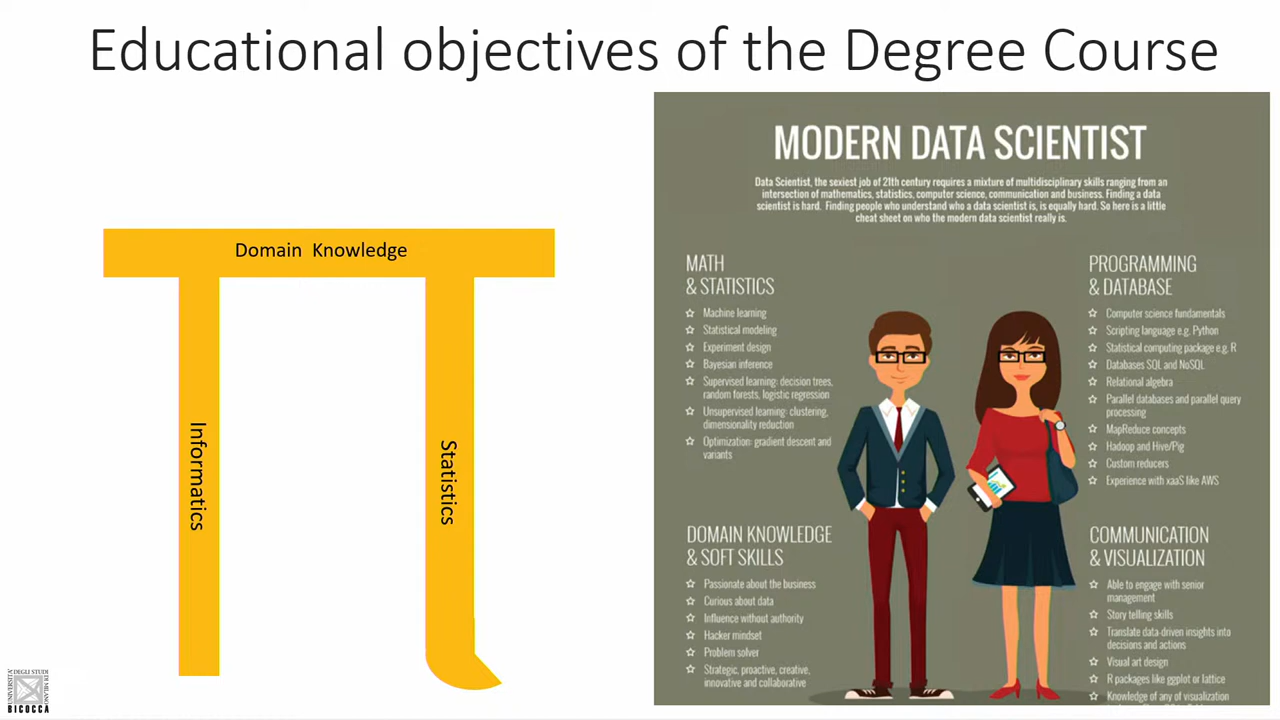 Educational objectives of the Degree Course
Domain Knowledge
Informatics
Statistics
MODERN DATA SCIENTIST
Data Scientist, the sexiest job of 21th century requires a mixture of multidisciplinary skills ranging from an
intersection of mathematics, statistics, computer science, communication and business. Finding a data
scientist is hard. Finding people who understand who a data scientist is, is equally hard. So here is a little
cheat sheet on who the modern data scientist really is.
MATH
& STATISTICS
Machine learning
Statistical modeling
Experiment design
Bayesian inference
Supervised learning: decision trees,
random forests, logistic regression
Unsupervised learning: clustering,
dimensionality reduction
Optimization: gradient descent and
variants
PROGRAMMING
& DATABASE
Computer science fundamentals
Scripting language e.g. Python
Statistical computing package e.g. R
Databases SQL and NoSQL
Relational algebra
Parallel databases and parallel query
processing
MapReduce concepts
Hadoop and Hive/Pig
Custom reducers
Experience with xaaS like AWS
DOMAIN KNOWLEDGE
& SOFT SKILLS
Passionate about the business
Curious about data
Influence without authority
Hacker mindset
Problem solver
Strategic, proactive, creative,
innovative and collaborative
COMMUNICATION
& VISUALIZATION
Able to engage with senior
management
Story telling skills
Translate data-driven insights into
decisions and actions
Visual art design
R packages like ggplot or lattice
Knowledge of any of visualization
UNIVERSITA'
DEGLI STUDI
DI MILANO
BICOCCA